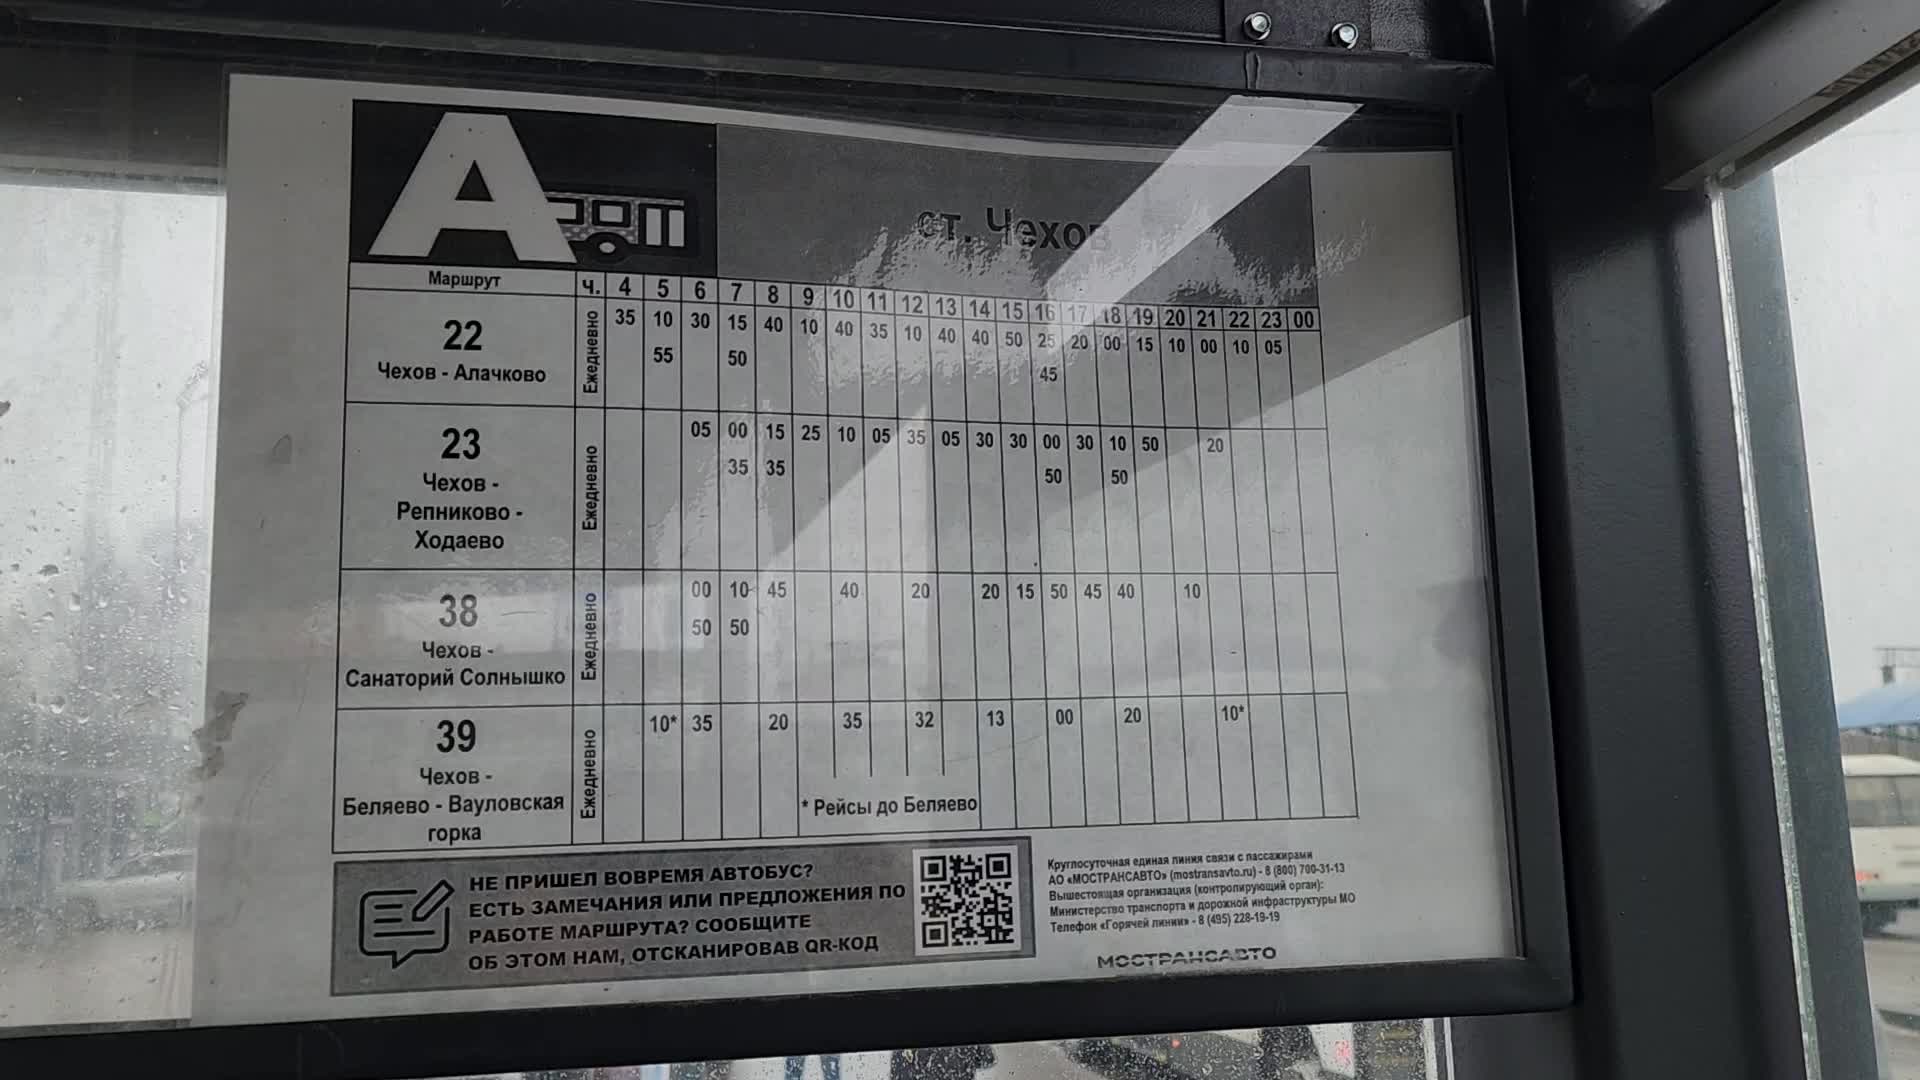 А
ст. Чехов
Маршрут ч. 4 5 6 7 8 9 10 11 12 13 14 15 16 17 18 19 20 21 22 23 00
22 Ежедневно 35 10 30 15 40 10 40 35 10 40 40 50 25 20 00 15 10 00 10 05
Чехов - Алачково 55 50 45
23 Ежедневно 05 00 15 25 10 05 35 05 30 30 00 30 10 50 20
Чехов - 35 35 50 50
Репниково -
Ходаево
38 Ежедневно 00 10 45 40 20 20 15 50 45 40 10
Чехов - 50 50
Санаторий Солнышко
39 Ежедневно 10* 35 20 35 32 13 00 20 10*
Чехов -
Беляево - Вауловская
горка
* Рейсы до Беляево
НЕ ПРИШЕЛ ВОВРЕМЯ АВТОБУС?
ЕСТЬ ЗАМЕЧАНИЯ ИЛИ ПРЕДЛОЖЕНИЯ ПО
РАБОТЕ МАРШРУТА? СООБЩИТЕ
ОБ ЭТОМ НАМ, ОТСКАНИРОВАВ QR-КОД
Круглосуточная единая линия связи с пассажирами
АО «МОСТРАНСАВТО» (mostransavto.ru) - 8 (800) 700-31-13
Вышестоящая организация (контролирующий орган):
Министерство транспорта и дорожной инфраструктуры МО
Телефон «Горячей линии» - 8 (495) 228-19-19
МОСТРАНСАВТО